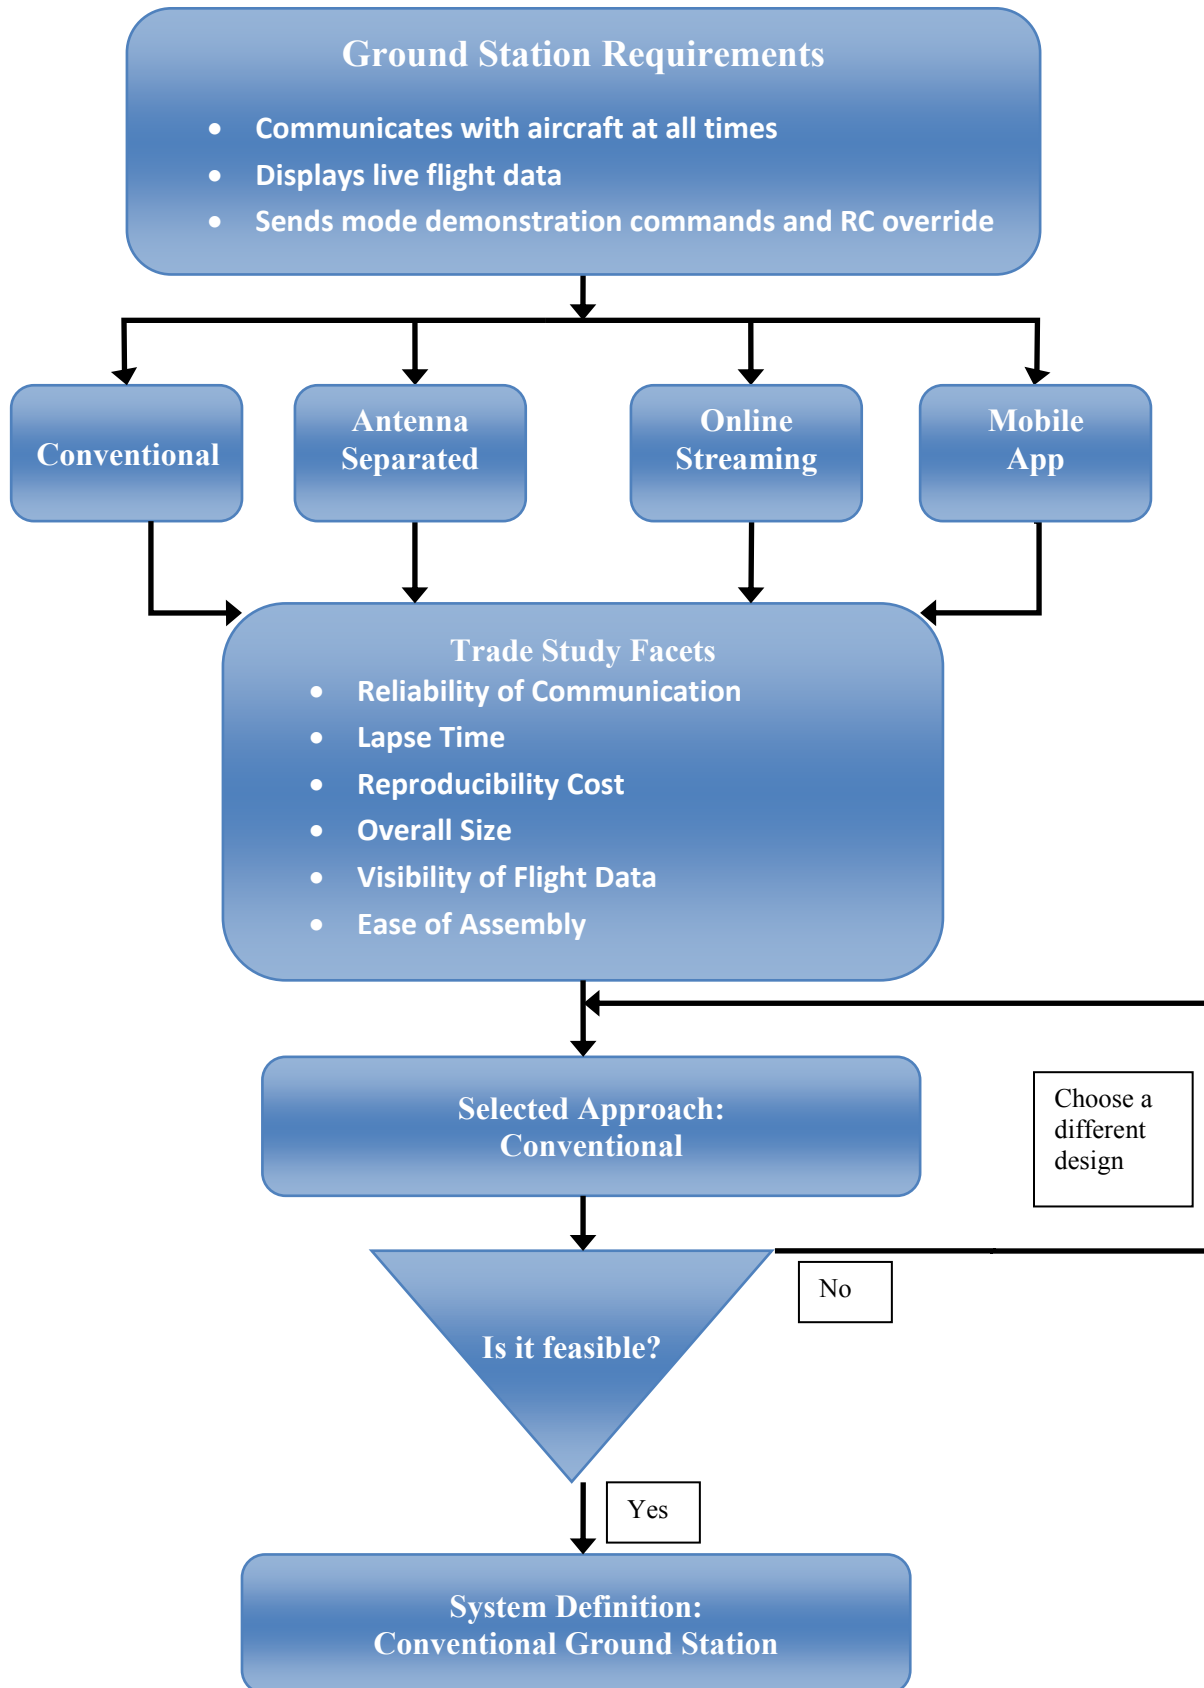 Ground Station Requirements
• Communicates with aircraft at all times
• Displays live flight data
• Sends mode demonstration commands and RC override
Conventional
Antenna
Separated
Online
Streaming
Mobile
App
Trade Study Facets
• Reliability of Communication
• Lapse Time
• Reproducibility Cost
• Overall Size
• Visibility of Flight Data
• Ease of Assembly
Selected Approach:
Conventional
Choose a
different
design
No
Is it feasible?
Yes
System Definition:
Conventional Ground Station